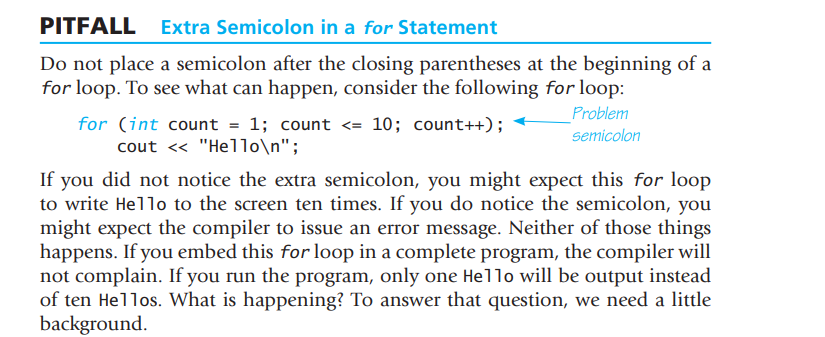 PITFALL Extra Semicolon in a for Statement
Do not place a semicolon after the closing parentheses at the beginning of a
for loop. To see what can happen, consider the following for loop:
for (int count = 1; count <= 10; count++);
Problem
semicolon
cout << "Hello\n";
If you did not notice the extra semicolon, you might expect this for loop
to write Hello to the screen ten times. If you do notice the semicolon, you
might expect the compiler to issue an error message. Neither of those things
happens. If you embed this for loop in a complete program, the compiler will
not complain. If you run the program, only one Hello will be output instead
of ten Hellos. What is happening? To answer that question, we need a little
background.